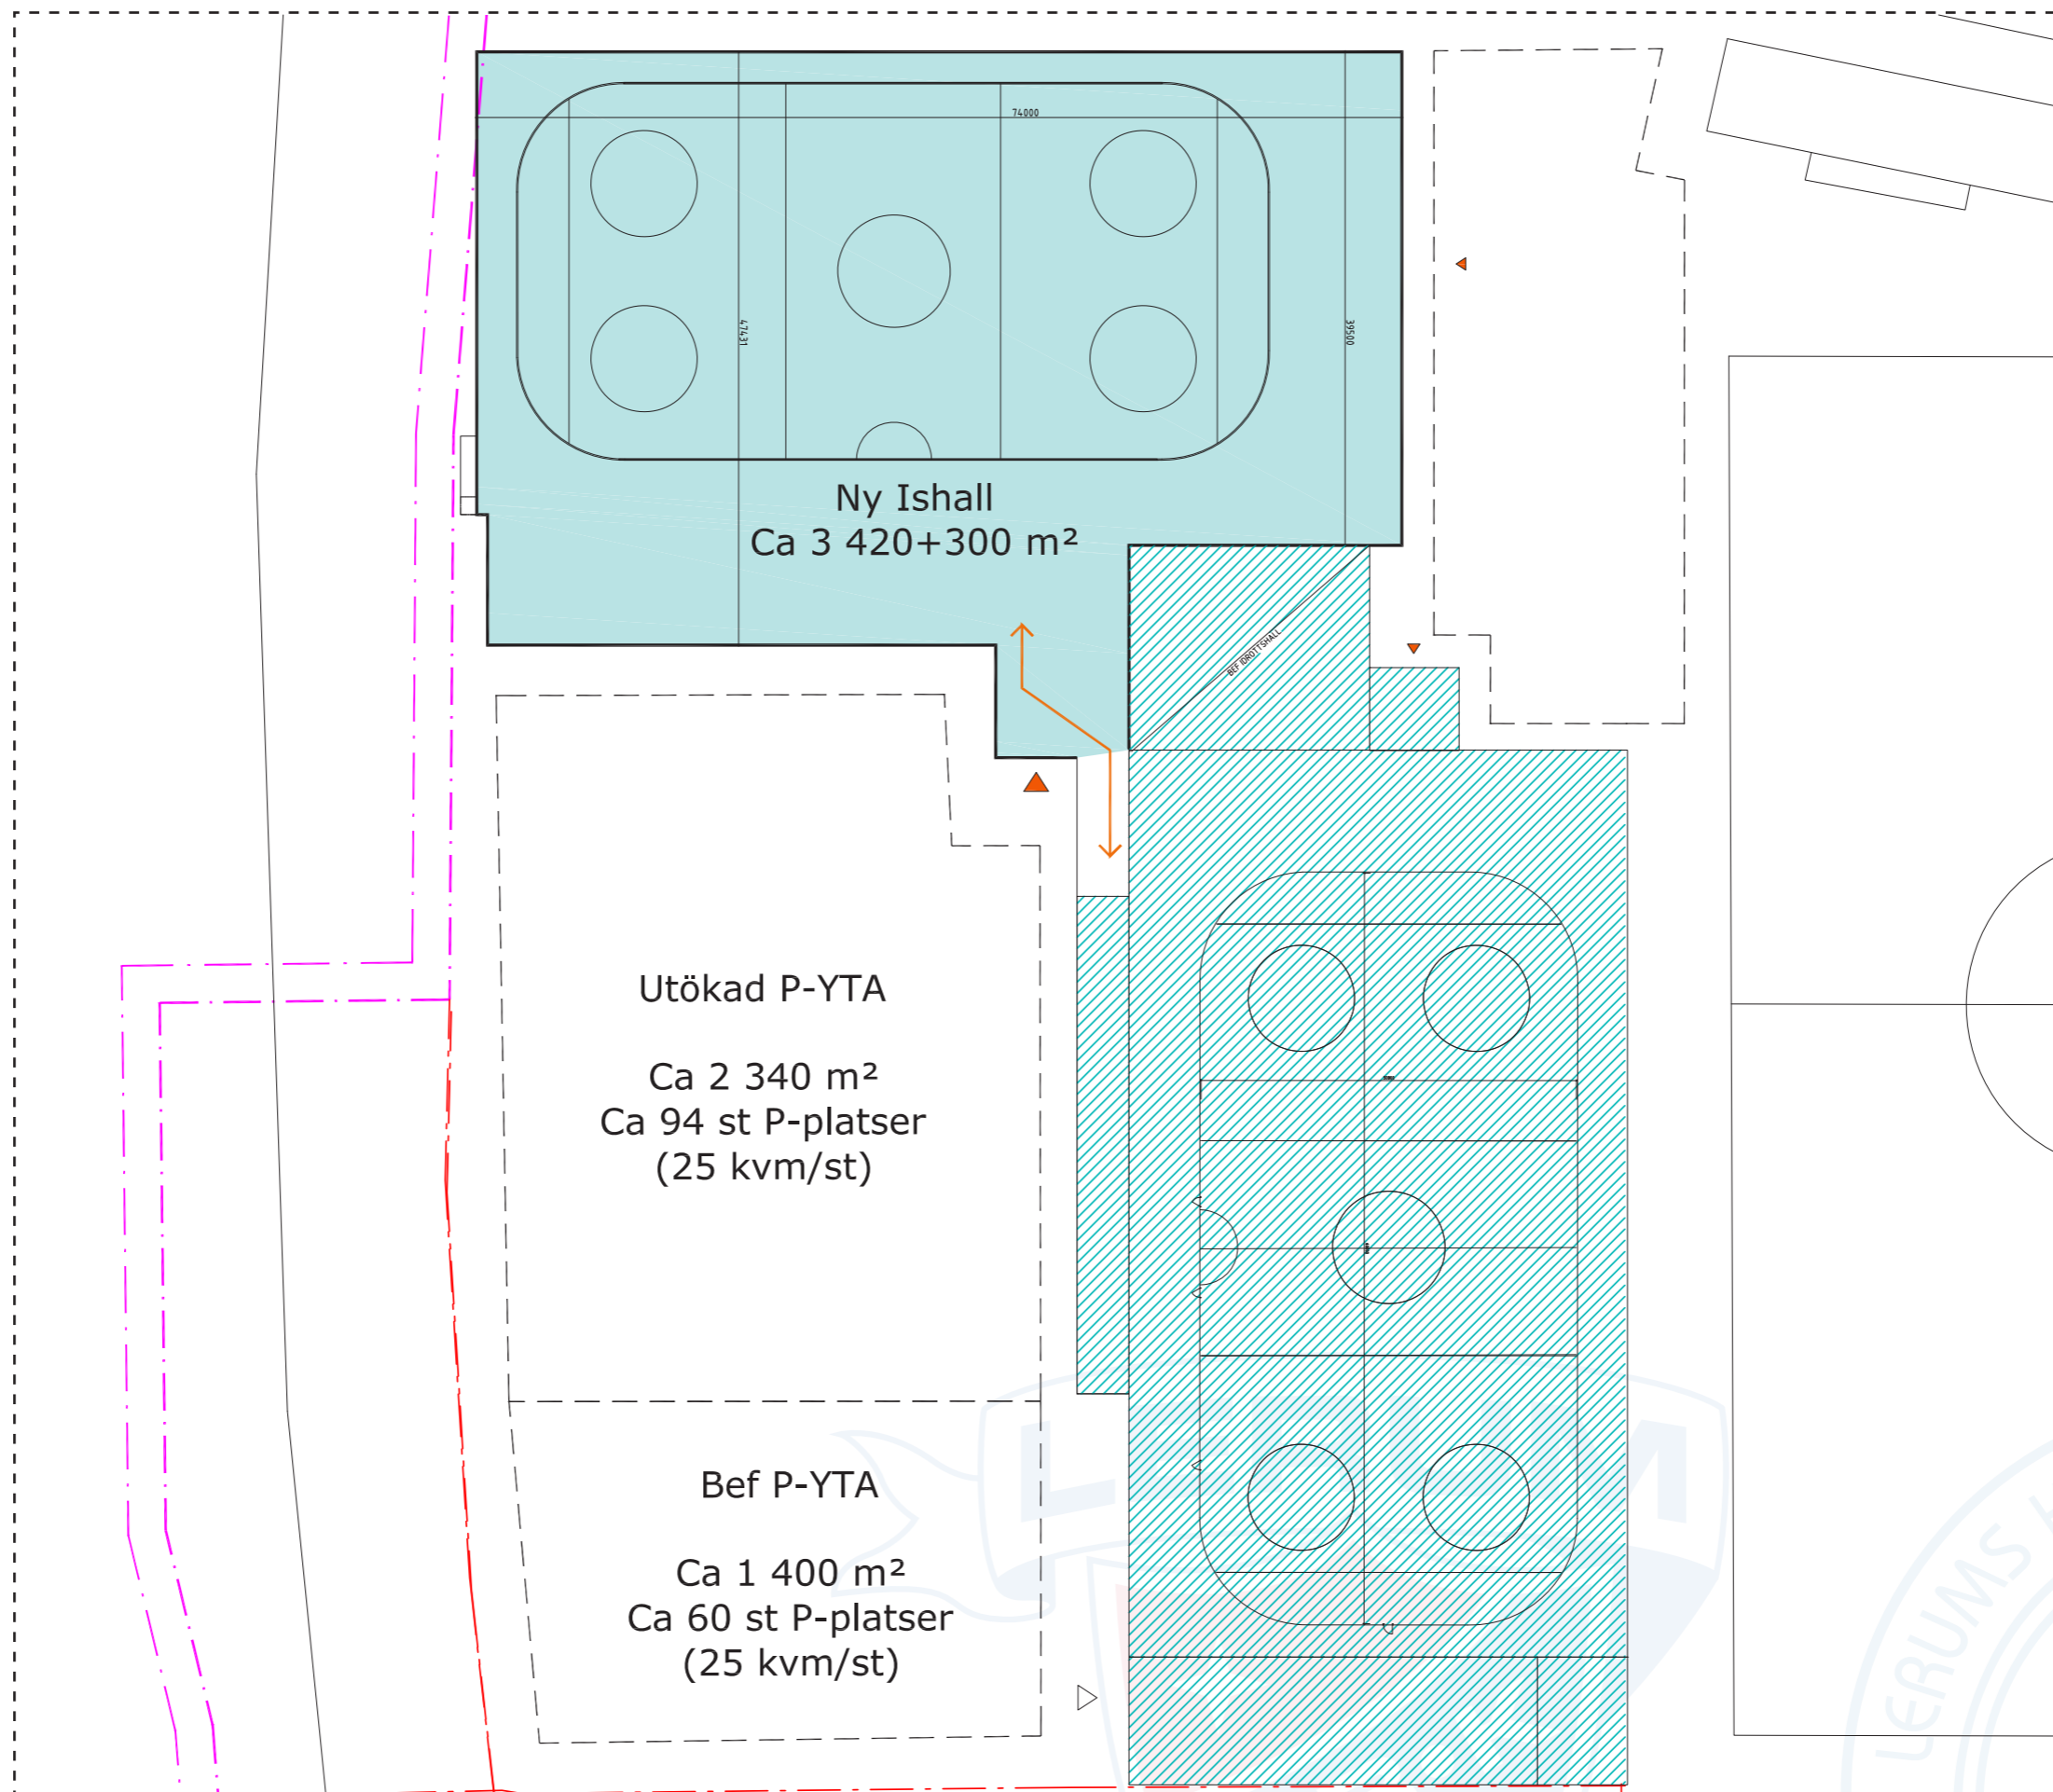 74000
47431
39500
Ny Ishall
Ca 3 420+300 m²
BEF IDROTTSHALL
Utökad P-YTA
Ca 2 340 m²
Ca 94 st P-platser
(25 kvm/st)
Bef P-YTA
Ca 1 400 m²
Ca 60 st P-platser
(25 kvm/st)
LERUMS